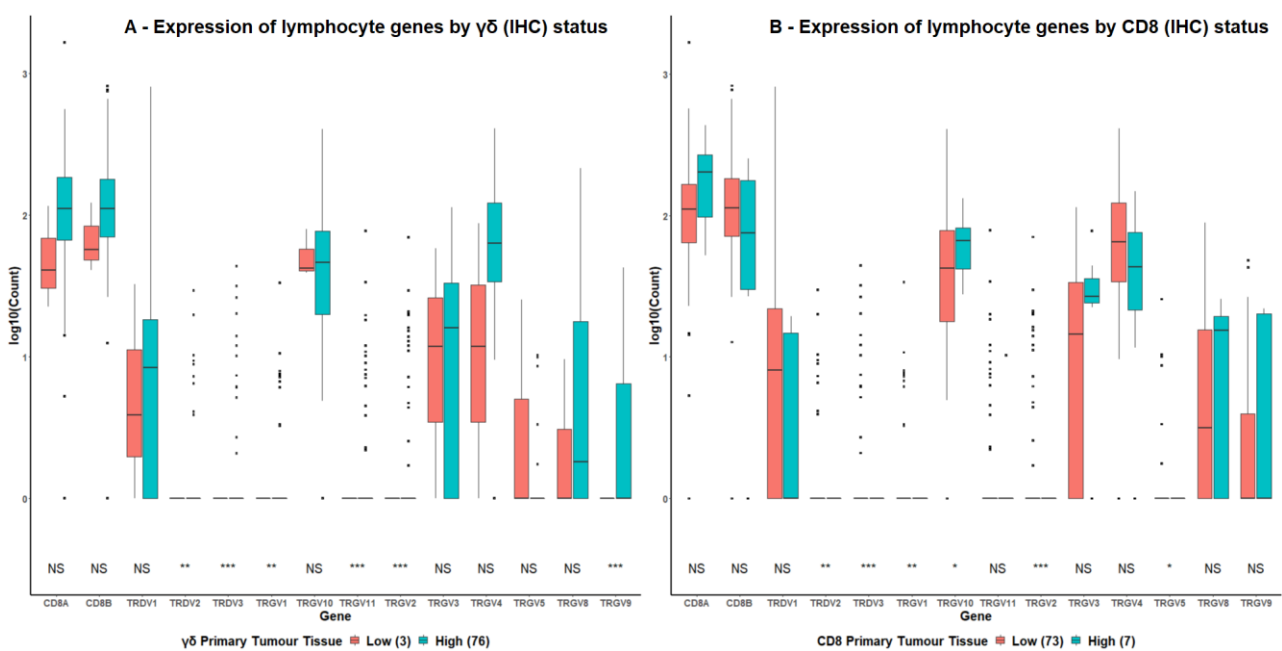 A - Expression of lymphocyte genes by γδ (IHC) status
3
2
1
0
log10(Count)
NS NS NS ** *** ** NS *** *** NS NS NS NS ***
CD8A CD8B TRDV1 TRDV2 TRDV3 TRGV1 TRGV10 TRGV11 TRGV2 TRGV3 TRGV4 TRGV5 TRGV8 TRGV9
Gene
γδ Primary Tumour Tissue Low (3) High (76)
B - Expression of lymphocyte genes by CD8 (IHC) status
3
2
1
0
log10(Count)
NS NS NS ** *** ** * NS *** NS NS * NS NS
CD8A CD8B TRDV1 TRDV2 TRDV3 TRGV1 TRGV10 TRGV11 TRGV2 TRGV3 TRGV4 TRGV5 TRGV8 TRGV9
Gene
CD8 Primary Tumour Tissue Low (73) High (7)